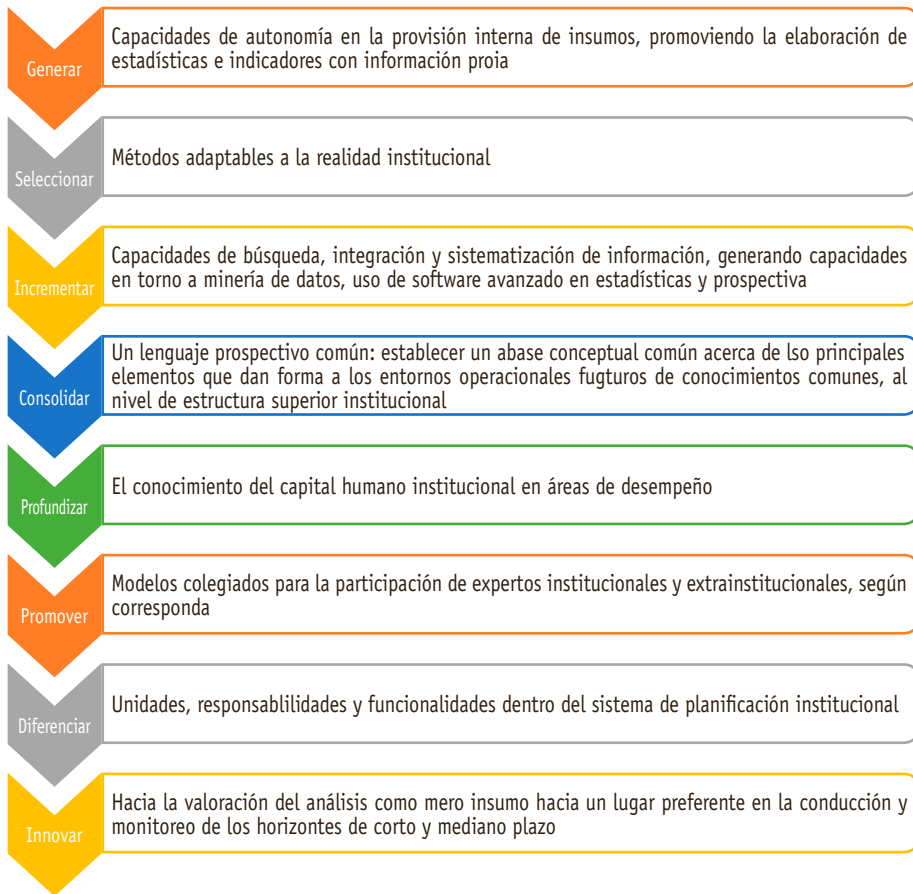 Generar
Capacidades de autonomía en la provisión interna de insumos, promoviendo la elaboración de
estadísticas e indicadores con información proia
Seleccionar
Métodos adaptables a la realidad institucional
Incrementar
Capacidades de búsqueda, integración y sistematización de información, generando capacidades
en torno a minería de datos, uso de software avanzado en estadísticas y prospectiva
Consolidar
Un lenguaje prospectivo común: establecer un abase conceptual común acerca de lso principales
elementos que dan forma a los entornos operacionales fugturos de conocimientos comunes, al
nivel de estructura superior institucional
Profundizar
El conocimiento del capital humano institucional en áreas de desempeño
Promover
Modelos colegiados para la participación de expertos institucionales y extrainstitucionales, según
corresponda
Diferenciar
Unidades, responsablilidades y funcionalidades dentro del sistema de planificación institucional
Innovar
Hacia la valoración del análisis como mero insumo hacia un lugar preferente en la conducción y
monitoreo de los horizontes de corto y mediano plazo